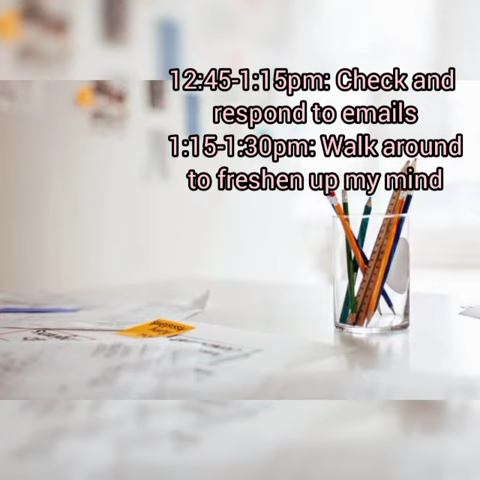 12:45-1:15pm: Check and
respond to emails
1:15-1:30pm: Walk around
to freshen up my mind